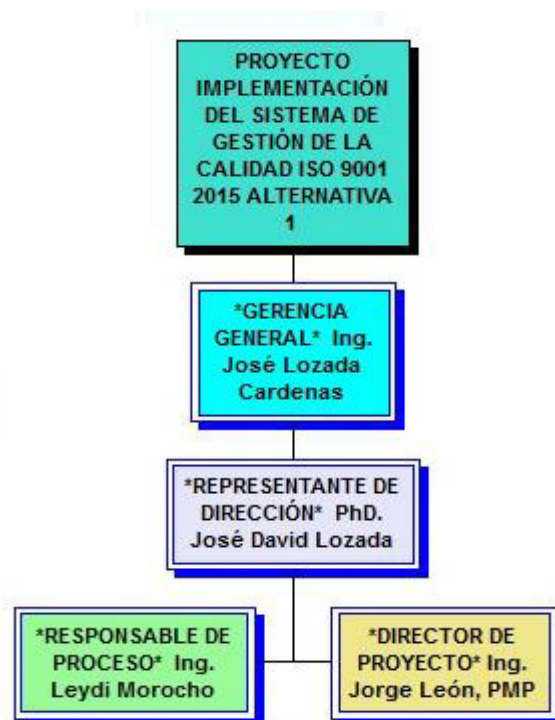 PROYECTO
IMPLEMENTACIÓN
DEL SISTEMA DE
GESTIÓN DE LA
CALIDAD ISO 9001
2015 ALTERNATIVA
1
*GERENCIA
GENERAL* Ing.
José Lozada
Cardenas
*REPRESENTANTE DE
DIRECCIÓN* PhD.
José David Lozada
*RESPONSABLE DE
PROCESO* Ing.
Leydi Morocho
*DIRECTOR DE
PROYECTO* Ing.
Jorge León, PMP